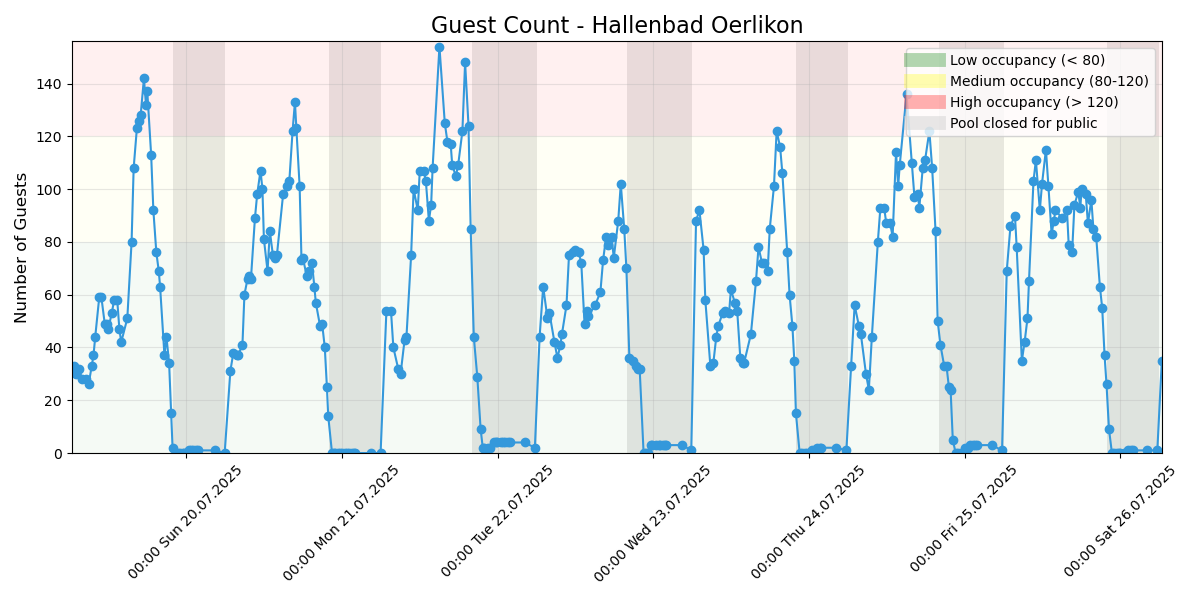 Guest Count - Hallenbad Oerlikon
Low occupancy (< 80)
Medium occupancy (80-120)
High occupancy (> 120)
Pool closed for public
Number of Guests
140
120
100
80
60
40
20
0
00:00 Sun 20.07.2025
00:00 Mon 21.07.2025
00:00 Tue 22.07.2025
00:00 Wed 23.07.2025
00:00 Thu 24.07.2025
00:00 Fri 25.07.2025
00:00 Sat 26.07.2025